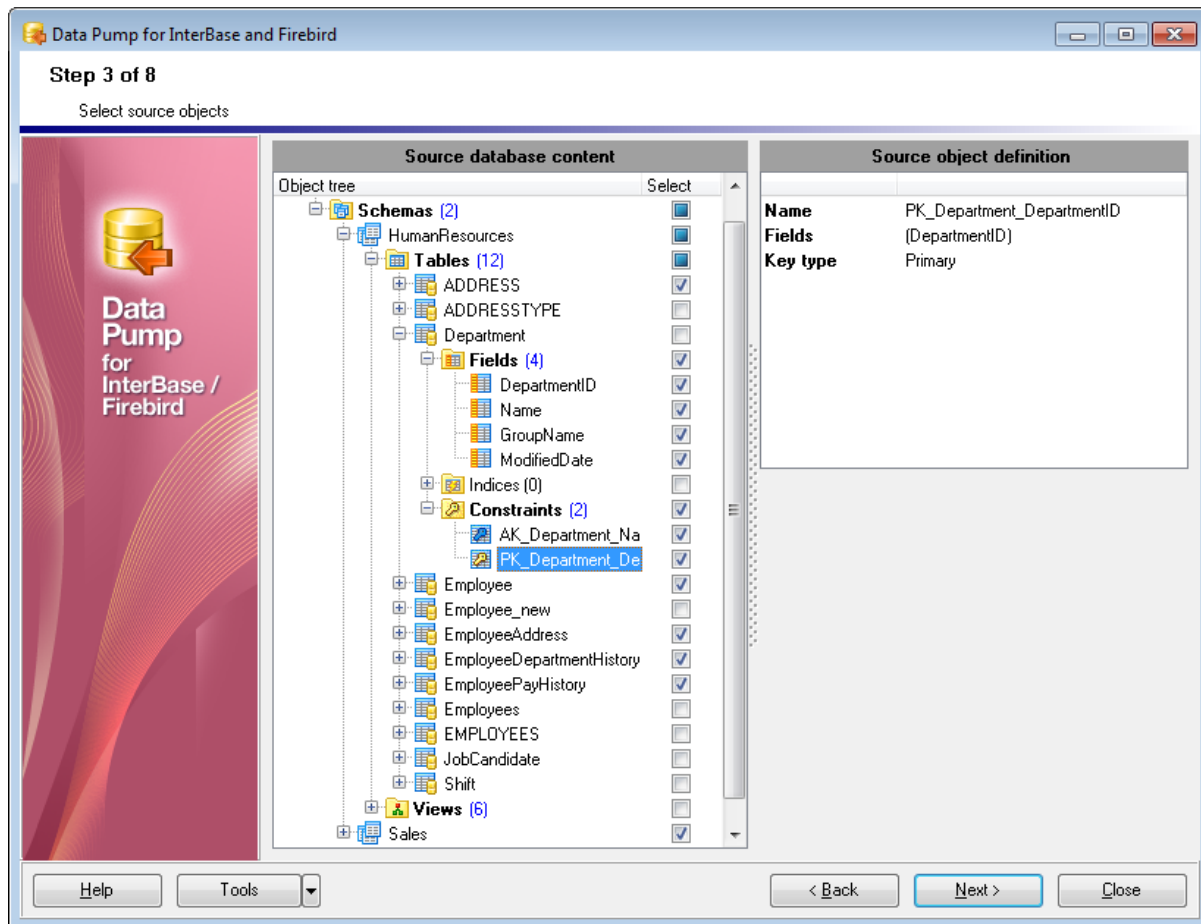 Data Pump for InterBase and Firebird
Step 3 of 8
Select source objects
Data
Pump
for
InterBase /
Firebird
Source database content
Object tree Select
Schemas (2)
HumanResources
Tables (12)
ADDRESS
ADDRESSTYPE
Department
Fields (4)
DepartmentID
Name
GroupName
ModifiedDate
Indices (0)
Constraints (2)
AK_Department_Na
PK_Department_De
Employee
Employee_new
EmployeeAddress
EmployeeDepartmentHistory
EmployeePayHistory
Employees
EMPLOYEES
JobCandidate
Shift
Views (6)
Sales
Source object definition
Name PK_Department_DepartmentID
Fields (DepartmentID)
Key type Primary
Help Tools < Back Next > Close